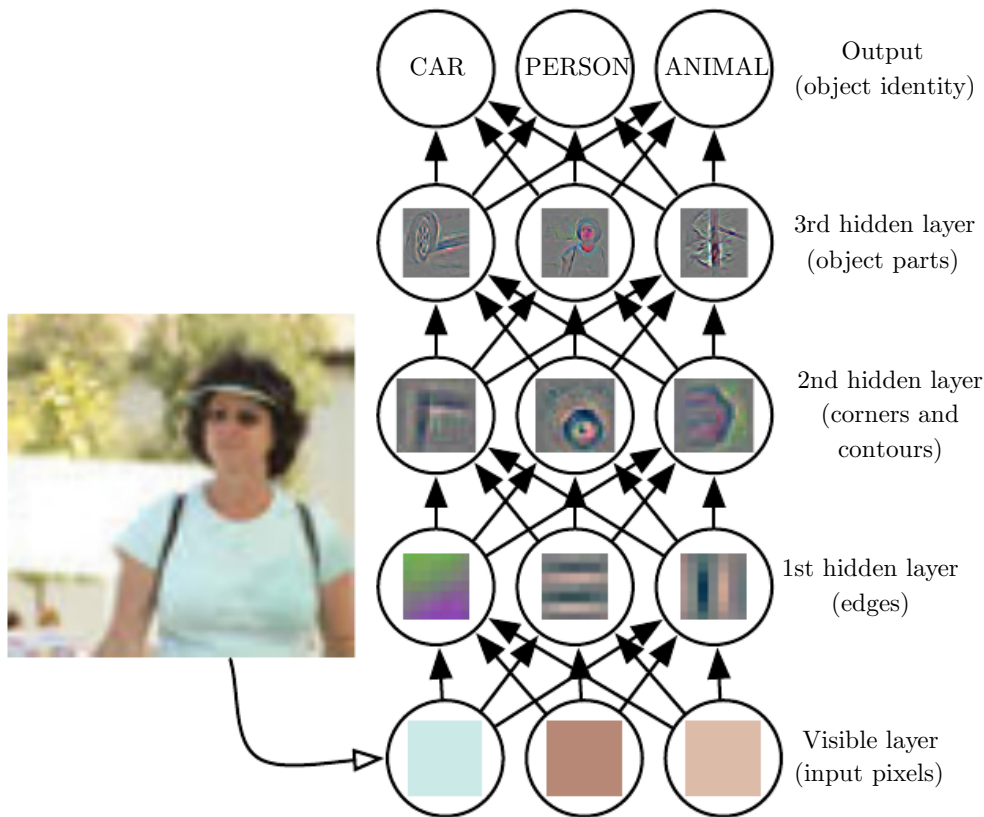 CAR
PERSON
ANIMAL
Output
(object identity)
3rd hidden layer
(object parts)
2nd hidden layer
(corners and
contours)
1st hidden layer
(edges)
Visible layer
(input pixels)